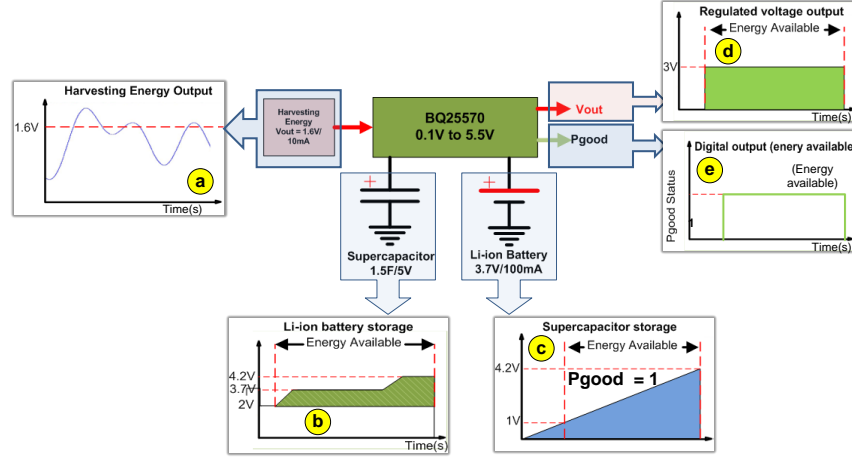 Regulated voltage output
Energy Available
d
3V
Time(s)
Harvesting Energy Output
1.6V
a
Time(s)
Harvesting
Energy
Vout = 1.6V/
10mA
BQ25570
0.1V to 5.5V
Vout
Pgood
Digital output (enery available
e
(Energy
available)
Pgood Status
1
Time(s)
Supercapacitor
1.5F/5V
Li-ion Battery
3.7V/100mA
Li-ion battery storage
Energy Available
4.2V
3.7V
2V
b
Time(s)
Supercapacitor storage
c
Energy Available
4.2V
Pgood = 1
1V
Time(s)